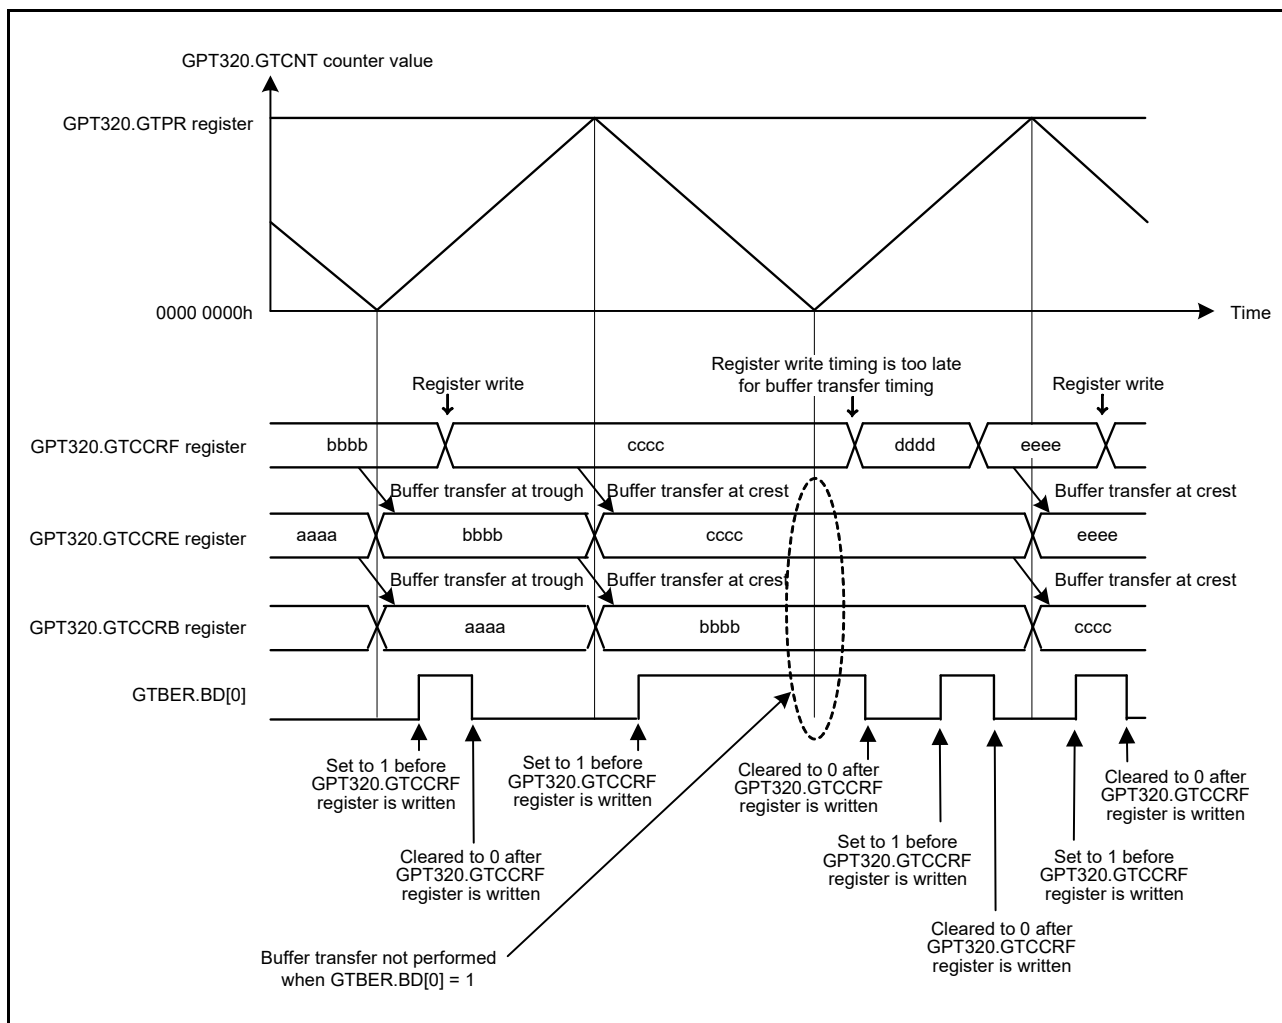 GPT320.GTCNT counter value
GPT320.GTPR register
0000 0000h
Time
Register write
Register write timing is too late
for buffer transfer timing
Register write
GPT320.GTCCRF register
bbbb
cccc
dddd
eeee
Buffer transfer at trough
Buffer transfer at crest
Buffer transfer at crest
GPT320.GTCCRE register
aaaa
bbbb
cccc
eeee
Buffer transfer at trough
Buffer transfer at crest
Buffer transfer at crest
GPT320.GTCCRB register
aaaa
bbbb
cccc
GTBER.BD[0]
Set to 1 before
GPT320.GTCCRF
register is written
Set to 1 before
GPT320.GTCCRF
register is written
Cleared to 0 after
GPT320.GTCCRF
register is written
Cleared to 0 after
GPT320.GTCCRF
register is written
Cleared to 0 after
GPT320.GTCCRF
register is written
Set to 1 before
GPT320.GTCCRF
register is written
Set to 1 before
GPT320.GTCCRF
register is written
Cleared to 0 after
GPT320.GTCCRF
register is written
Buffer transfer not performed
when GTBER.BD[0] = 1